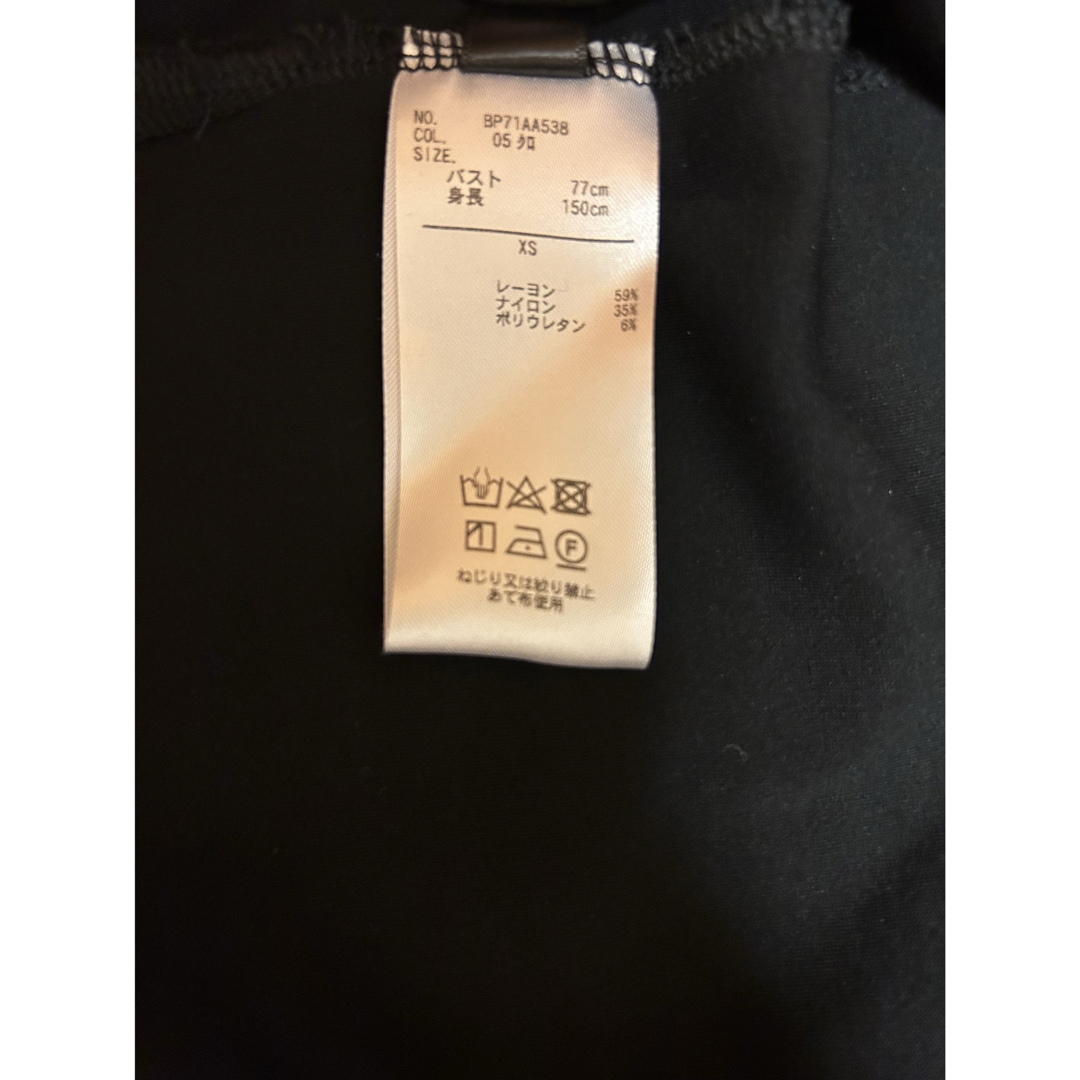 NO. BP71AA538
COL. 05 クロ
SIZE.
バスト 77cm
身長 150cm
XS
レーヨン 59%
ナイロン 35%
ポリウレタン 6%
F
ねじり又は絞り禁止
あて布使用